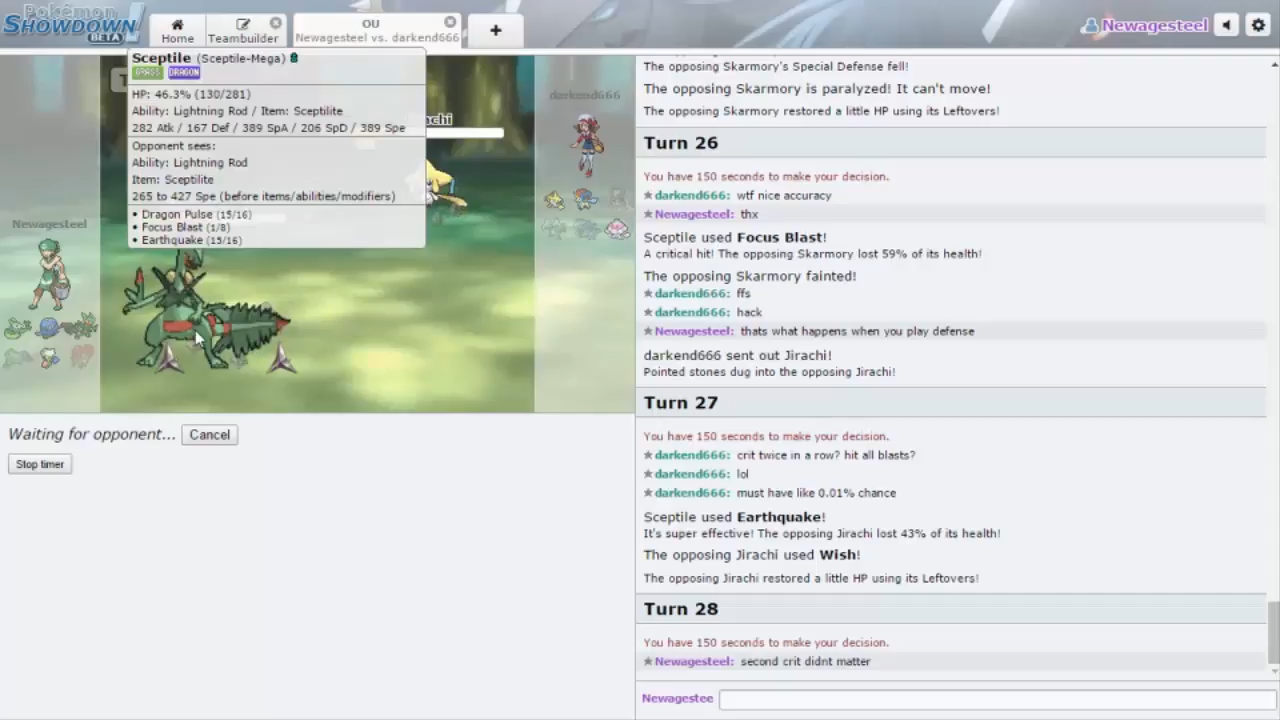 Pokémon
SHOWDOWN!
BETA
Home
Teambuilder
OU
Newagesteel vs. darkend666
+
Newagesteel
Sceptile (Sceptile-Mega)
GRASS DRAGON
HP: 46.3% (130/281)
Ability: Lightning Rod / Item: Sceptilite
282 Atk / 167 Def / 389 SpA / 206 SpD / 389 Spe
Opponent sees:
Ability: Lightning Rod
Item: Sceptilite
265 to 427 Spe (before items/abilities/modifiers)
• Dragon Pulse (15/16)
• Focus Blast (1/8)
• Earthquake (15/16)
T
achi
darkend666
Newagesteel
Waiting for opponent... Cancel
Stop timer
The opposing Skarmory's Special Defense fell!
The opposing Skarmory is paralyzed! It can't move!
The opposing Skarmory restored a little HP using its Leftovers!
Turn 26
You have 150 seconds to make your decision.
★darkend666: wtf nice accuracy
★Newagesteel: thx
Sceptile used Focus Blast!
A critical hit! The opposing Skarmory lost 59% of its health!
The opposing Skarmory fainted!
★darkend666: ffs
★darkend666: hack
★Newagesteel: thats what happens when you play defense
darkend666 sent out Jirachi!
Pointed stones dug into the opposing Jirachi!
Turn 27
You have 150 seconds to make your decision.
★darkend666: crit twice in a row? hit all blasts?
★darkend666: lol
★darkend666: must have like 0.01% chance
Sceptile used Earthquake!
It's super effective! The opposing Jirachi lost 43% of its health!
The opposing Jirachi used Wish!
The opposing Jirachi restored a little HP using its Leftovers!
Turn 28
You have 150 seconds to make your decision.
★Newagesteel: second crit didnt matter
Newagestee